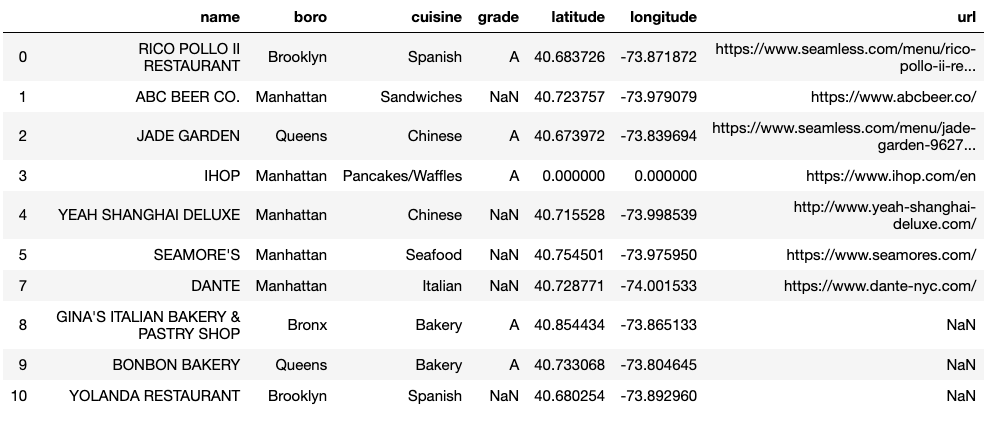 name boro cuisine grade latitude longitude url
0 RICO POLLO II RESTAURANT Brooklyn Spanish A 40.683726 -73.871872 https://www.seamless.com/menu/rico-pollo-ii-re...
1 ABC BEER CO. Manhattan Sandwiches NaN 40.723757 -73.979079 https://www.abcbeer.co/
2 JADE GARDEN Queens Chinese A 40.673972 -73.839694 https://www.seamless.com/menu/jade-garden-9627...
3 IHOP Manhattan Pancakes/Waffles A 0.000000 0.000000 https://www.ihop.com/en
4 YEAH SHANGHAI DELUXE Manhattan Chinese NaN 40.715528 -73.998539 http://www.yeah-shanghai-deluxe.com/
5 SEAMORE'S Manhattan Seafood NaN 40.754501 -73.975950 https://www.seamores.com/
7 DANTE Manhattan Italian NaN 40.728771 -74.001533 https://www.dante-nyc.com/
8 GINA'S ITALIAN BAKERY & PASTRY SHOP Bronx Bakery A 40.854434 -73.865133 NaN
9 BONBON BAKERY Queens Bakery A 40.733068 -73.804645 NaN
10 YOLANDA RESTAURANT Brooklyn Spanish NaN 40.680254 -73.892960 NaN